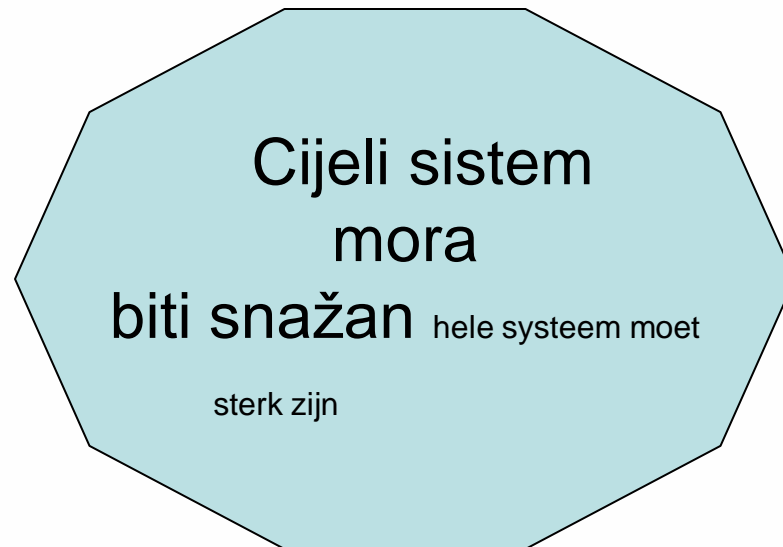 Cijeli sistem
mora
biti snažan hele systeem moet
sterk zijn